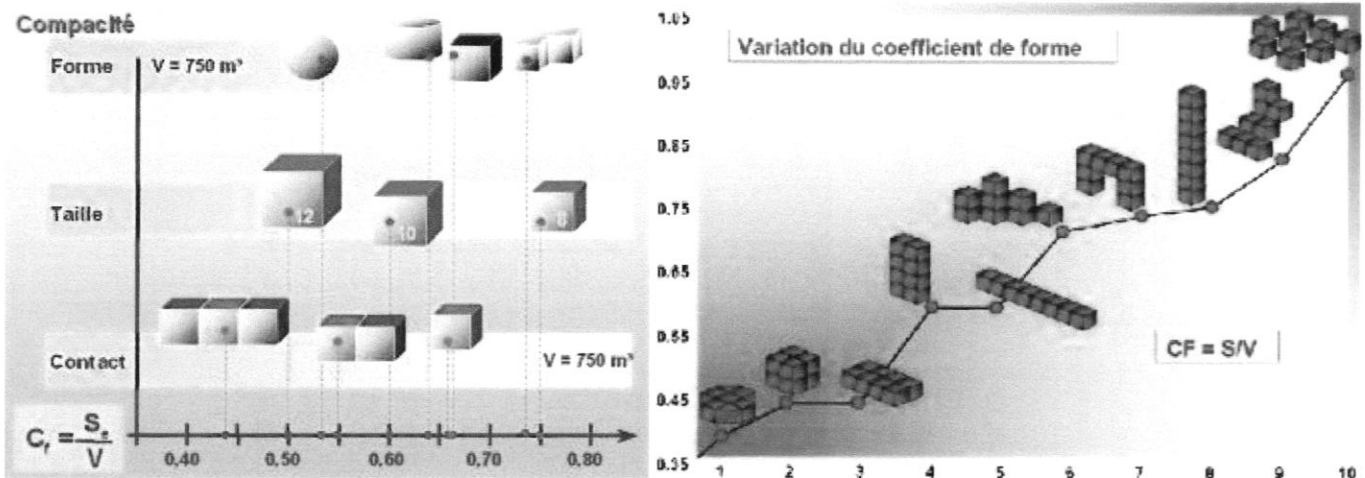 Compacité
Forme
V = 750 m³
Taille
12
10
8
Contact
V = 750 m³
Cf = Se/V
0,40 0,50 0,60 0,70 0,80
1.05
0.95
0.85
0.75
0.65
0.55
0.45
0.35
Variation du coefficient de forme
CF = S/V
1 2 3 4 5 6 7 8 9 10